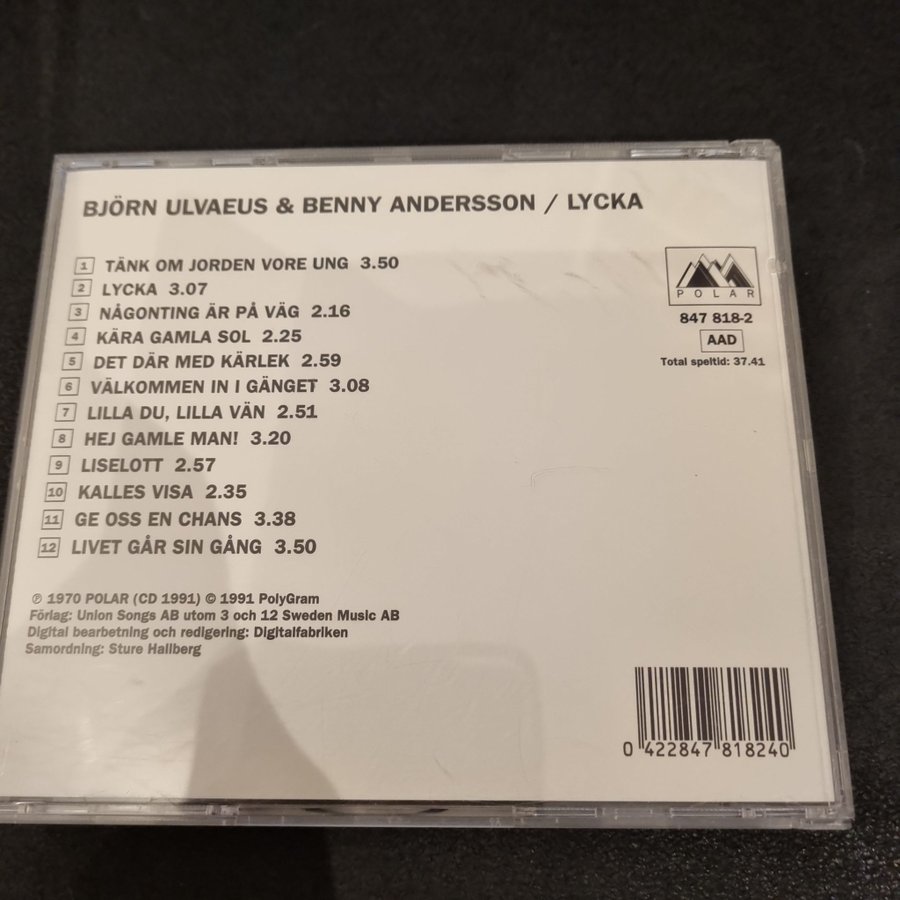 BJÖRN ULVAEUS & BENNY ANDERSSON / LYCKA
1 TÄNK OM JORDEN VORE UNG 3.50
2 LYCKA 3.07
3 NÅGONTING ÄR PÅ VÄG 2.16
4 KÄRA GAMLA SOL 2.25
5 DET DÄR MED KÄRLEK 2.59
6 VÄLKOMMEN IN I GÄNGET 3.08
7 LILLA DU, LILLA VÄN 2.51
8 HEJ GAMLE MAN! 3.20
9 LISELOTT 2.57
10 KALLES VISA 2.35
11 GE OSS EN CHANS 3.38
12 LIVET GÅR SIN GÅNG 3.50
POLAR
847 818-2
AAD
Total speltid: 37.41
℗ 1970 POLAR (CD 1991) © 1991 PolyGram
Förlag: Union Songs AB utom 3 och 12 Sweden Music AB
Digital bearbetning och redigering: Digitalfabriken
Samordning: Sture Hallberg
0 422847 818240